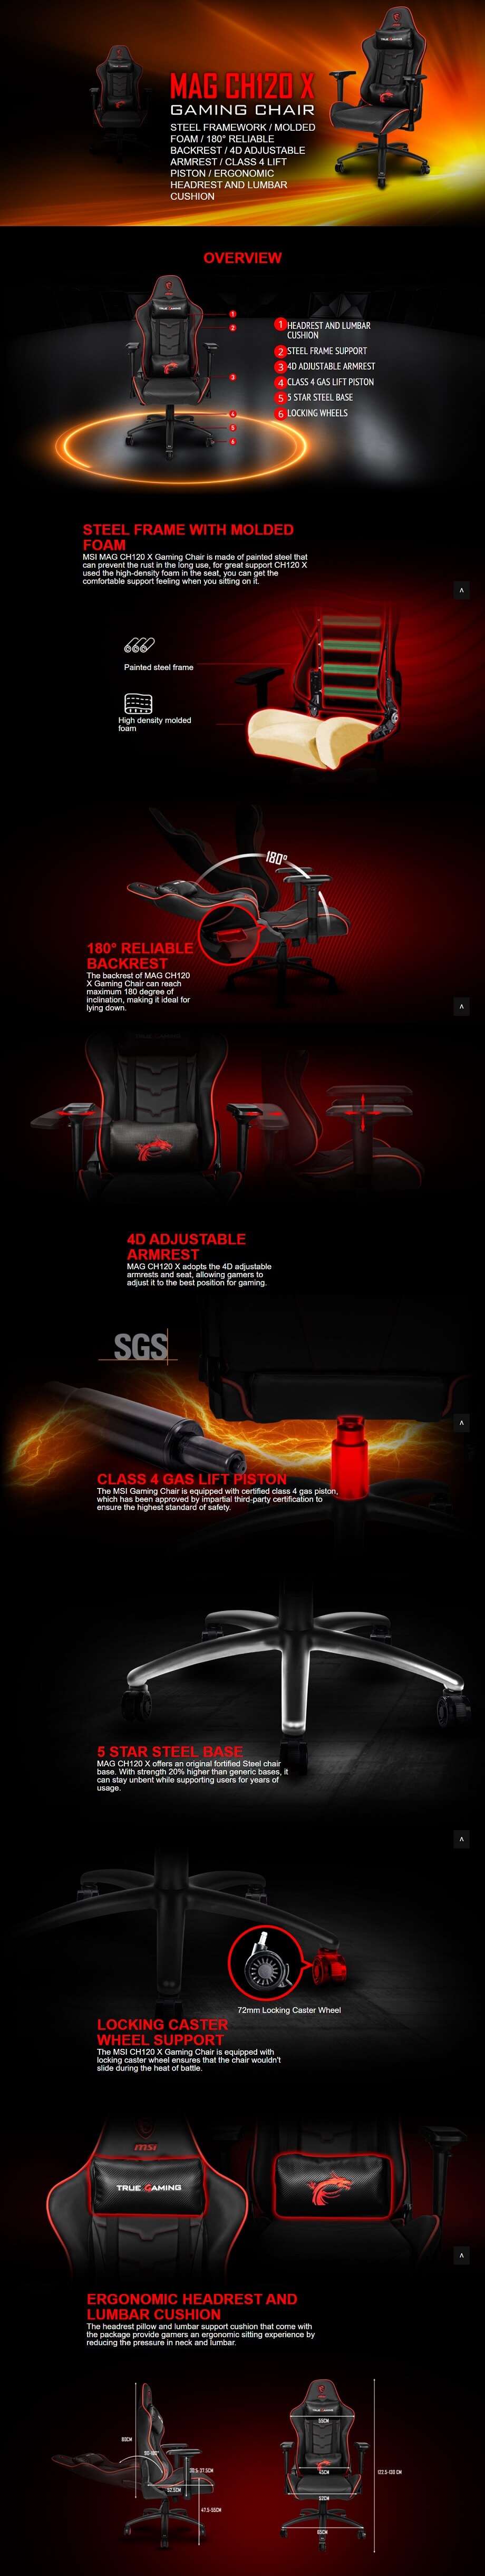 MAG CH120 X
GAMING CHAIR
STEEL FRAMEWORK / MOLDED
FOAM / 180° RELIABLE
BACKREST / 4D ADJUSTABLE
ARMREST / CLASS 4 LIFT
PISTON / ERGONOMIC
HEADREST AND LUMBAR
CUSHION
OVERVIEW
1
2
3
4
5
6
1 HEADREST AND LUMBAR
CUSHION
2 STEEL FRAME SUPPORT
3 4D ADJUSTABLE ARMREST
4 CLASS 4 GAS LIFT PISTON
5 5 STAR STEEL BASE
6 LOCKING WHEELS
STEEL FRAME WITH MOLDED
FOAM
MSI MAG CH120 X Gaming Chair is made of painted steel that
can prevent the rust in the long use, for great support CH120 X
used the high-density foam in the seat, you can get the
comfortable support feeling when you sitting on it.
Painted steel frame
High density molded
foam
180°
180° RELIABLE
BACKREST
The backrest of MAG CH120
X Gaming Chair can reach
maximum 180 degree of
inclination, making it ideal for
lying down.
4D ADJUSTABLE
ARMREST
MAG CH120 X adopts the 4D adjustable
armrests and seat, allowing gamers to
adjust it to the best position for gaming.
SGS
CLASS 4 GAS LIFT PISTON
The MSI Gaming Chair is equipped with certified class 4 gas piston,
which has been approved by impartial third-party certification to
ensure the highest standard of safety.
5 STAR STEEL BASE
MAG CH120 X offers an original fortified Steel chair
base. With strength 20% higher than generic bases, it
can stay unbent while supporting users for years of
usage.
72mm Locking Caster Wheel
LOCKING CASTER
WHEEL SUPPORT
The MSI CH120 X Gaming Chair is equipped with
locking caster wheel ensures that the chair wouldn't
slide during the heat of battle.
msi
TRUE GAMING
ERGONOMIC HEADREST AND
LUMBAR CUSHION
The headrest pillow and lumbar support cushion that come with
the package provide gamers an ergonomic sitting experience by
reducing the pressure in neck and lumbar.
80CM
90-180°
30.5-37.5CM
52.5CM
47.5-55CM
55CM
45CM
52CM
65CM
122.5-130 CM